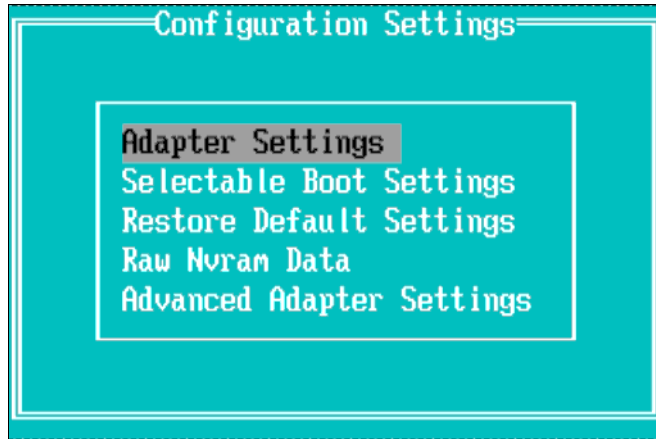 Configuration Settings
Adapter Settings
Selectable Boot Settings
Restore Default Settings
Raw Nvram Data
Advanced Adapter Settings